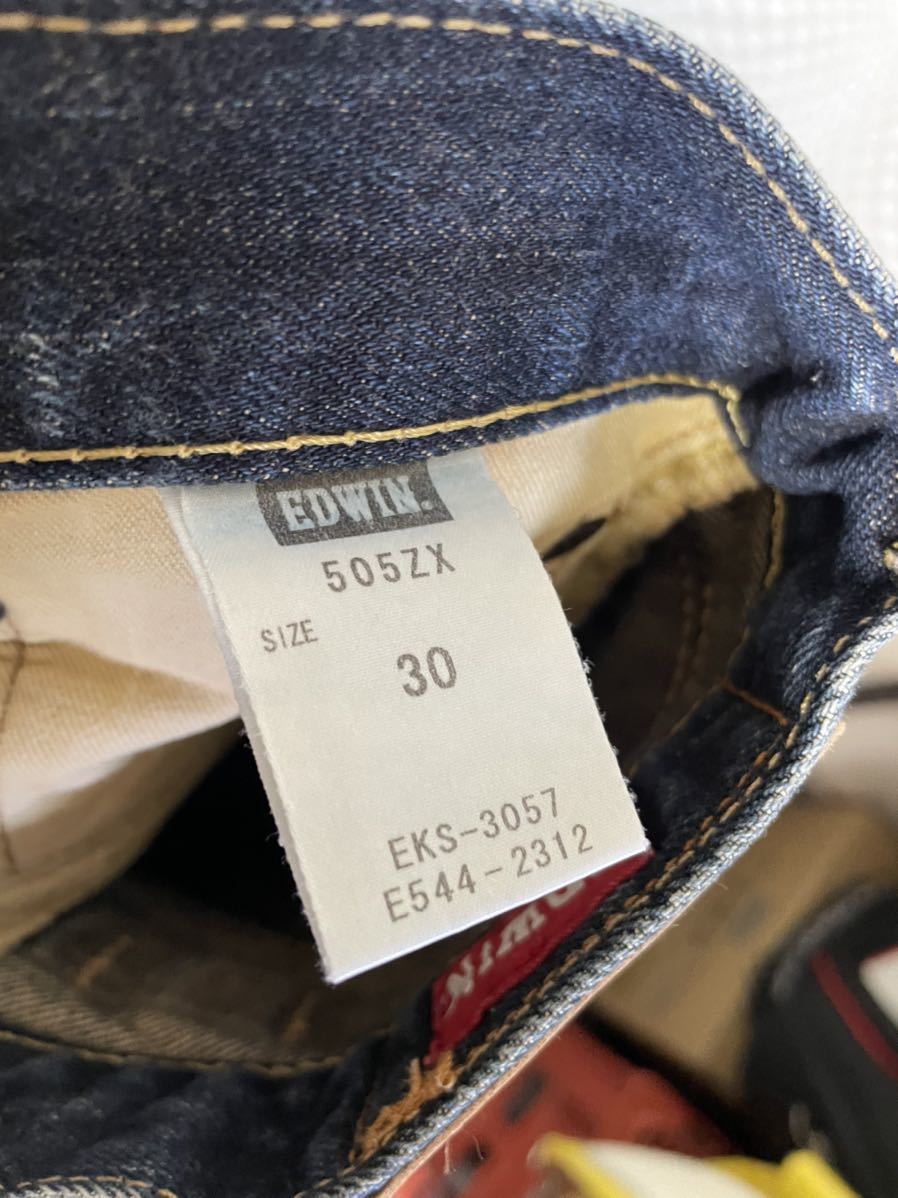 EDWIN.
505ZX
SIZE
30
EKS-3057
E544-2312